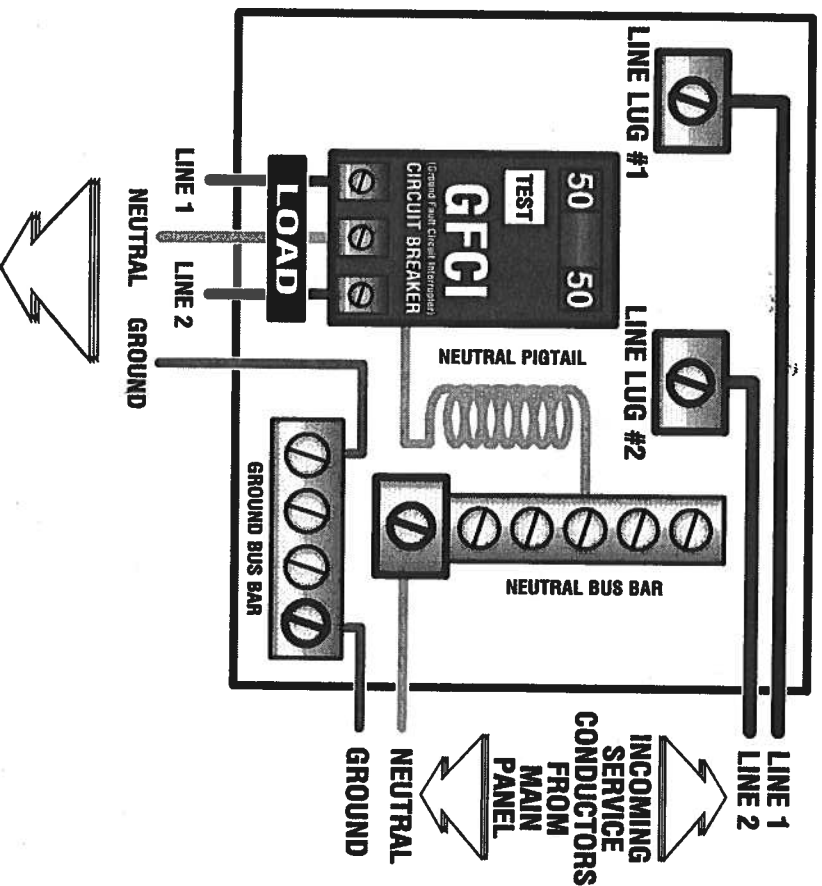 LINE 1
LINE 2
INCOMING
SERVICE
CONDUCTORS
FROM
MAIN
PANEL
NEUTRAL
GROUND
LINE LUG #1
LINE LUG #2
50 50
TEST
GFCI
(Ground Fault Circuit Interrupter)
CIRCUIT BREAKER
NEUTRAL PIGTAIL
NEUTRAL BUS BAR
LOAD
GROUND BUS BAR
LINE 1
NEUTRAL
LINE 2
GROUND